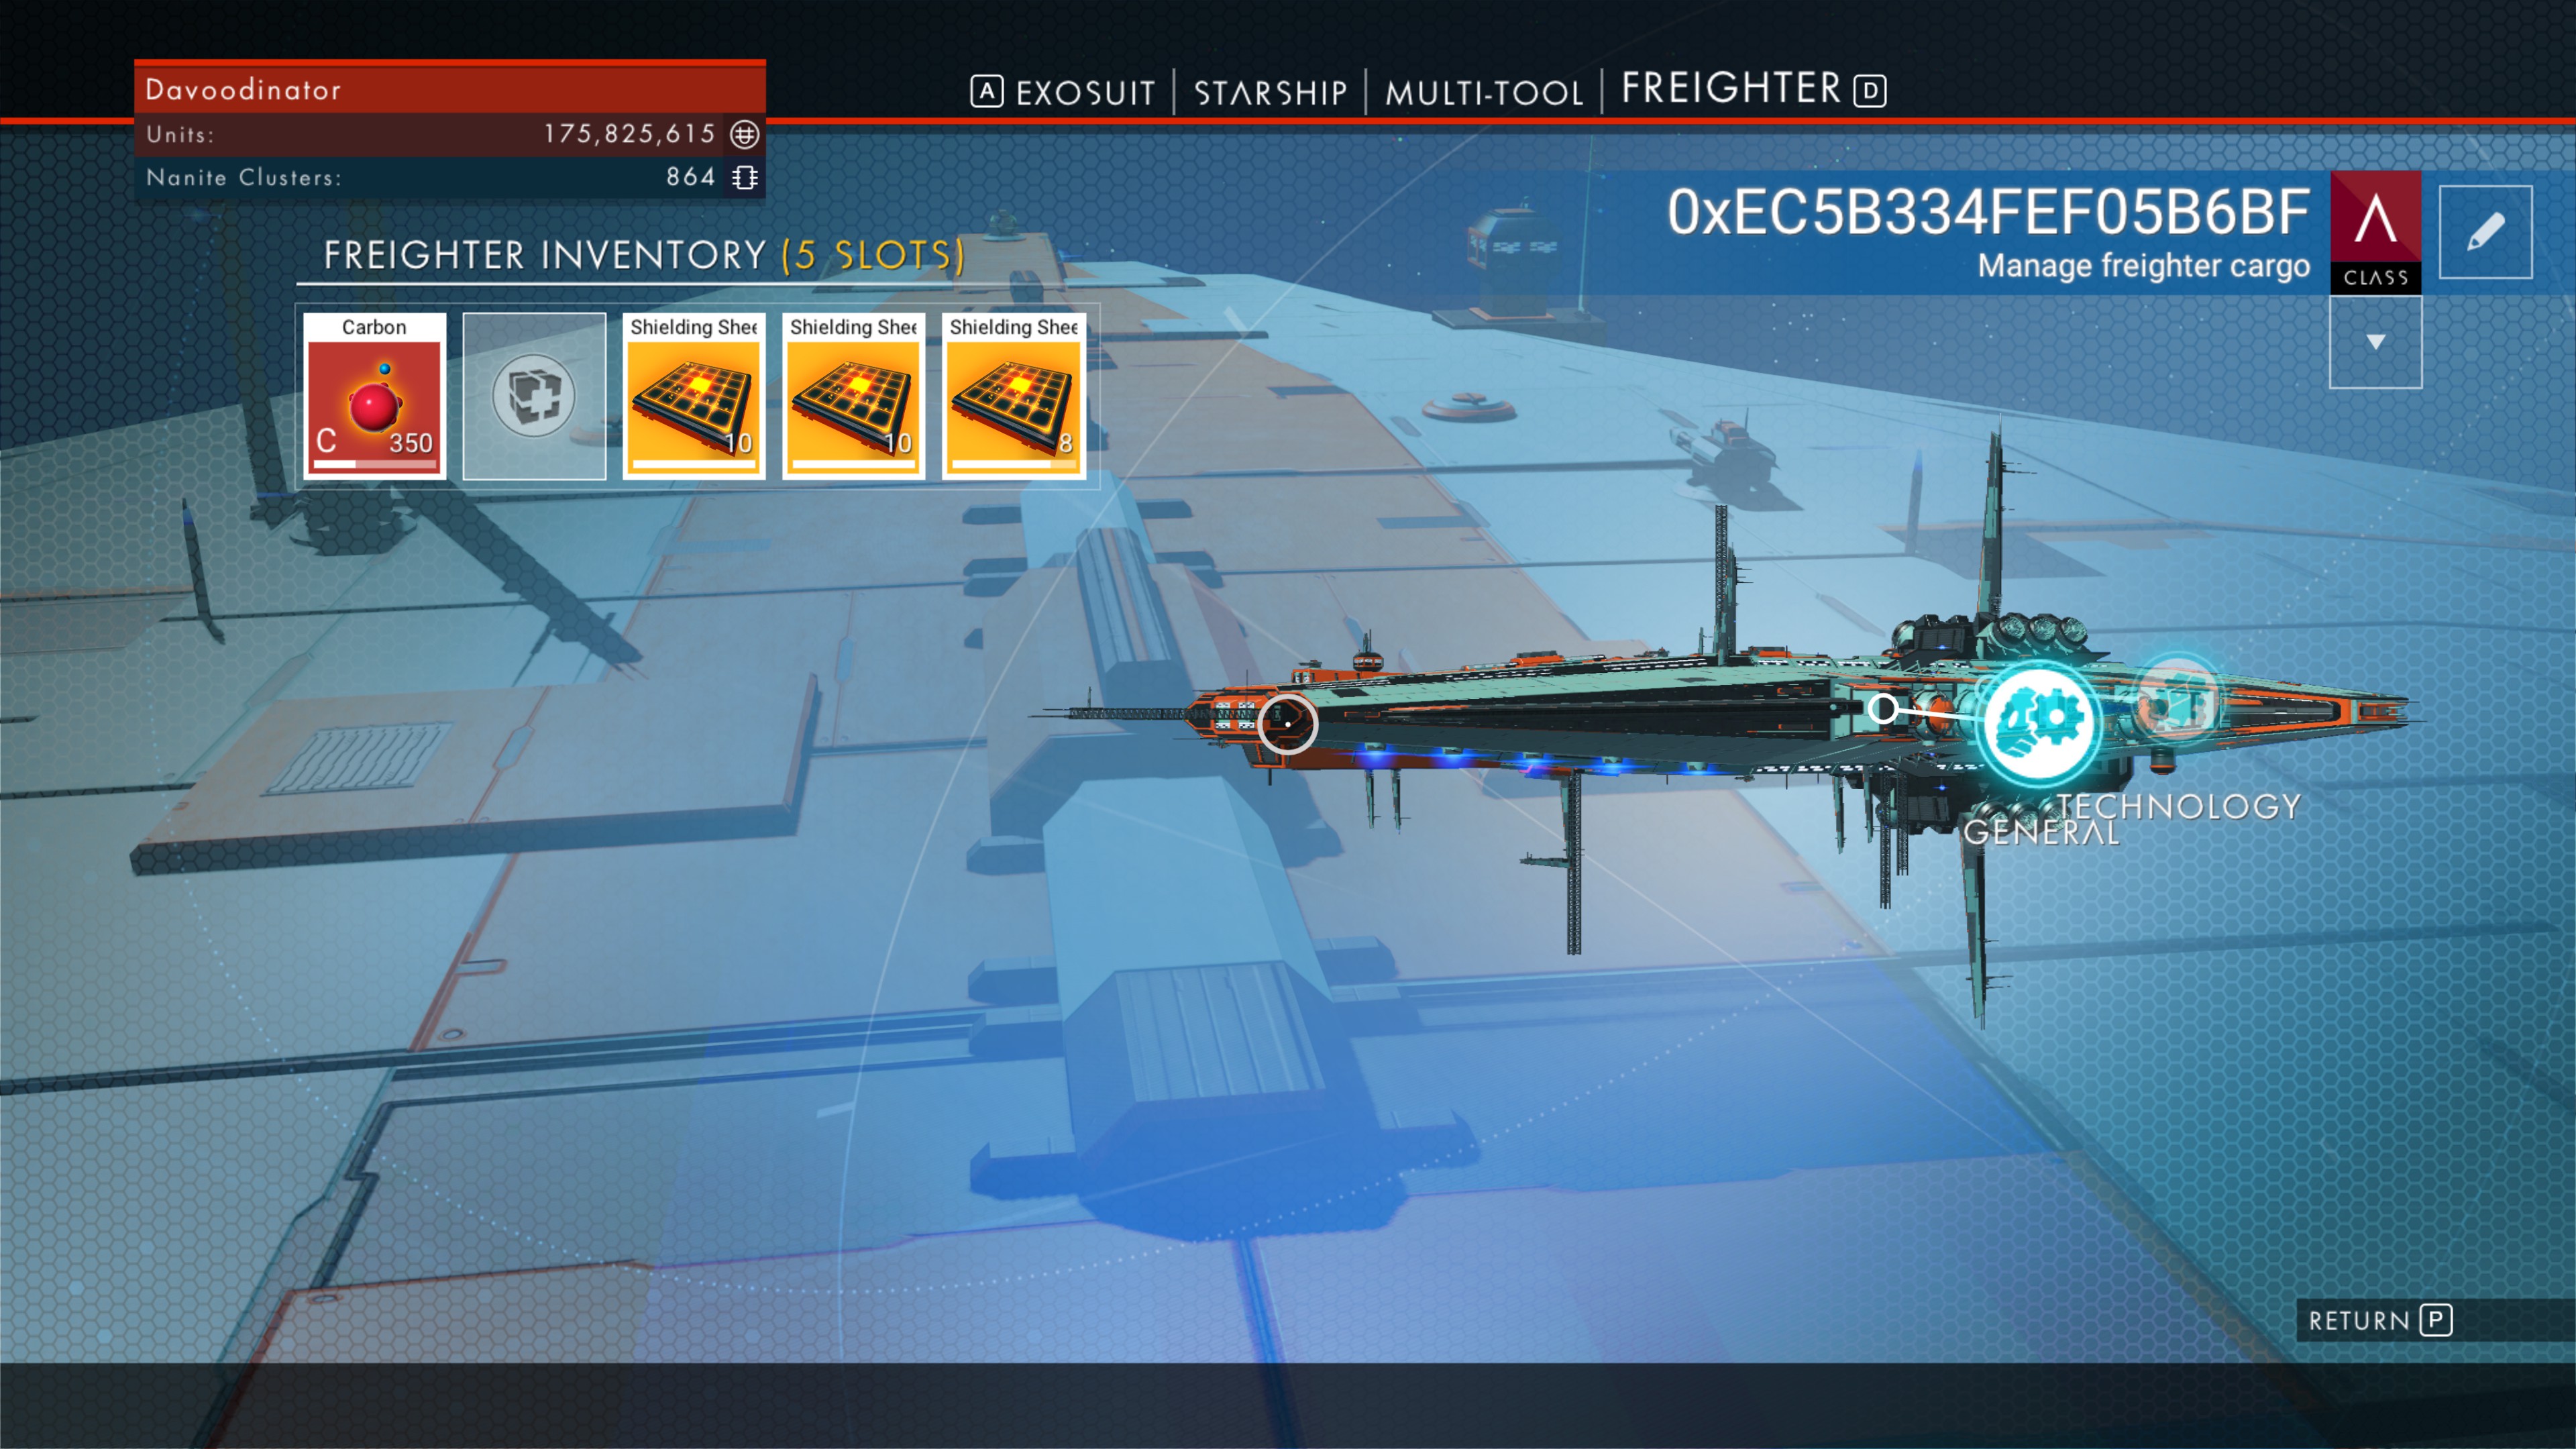 Davoodinator
Units: 175,825,615
Nanite Clusters: 864
A EXOSUIT STARSHIP MULTI-TOOL FREIGHTER D
0xEC5B334FEF05B6BF
Manage freighter cargo
A
CLASS
FREIGHTER INVENTORY (5 SLOTS)
Carbon
C 350
Shielding Shee
10
Shielding Shee
10
Shielding Shee
8
TECHNOLOGY
GENERAL
RETURN P